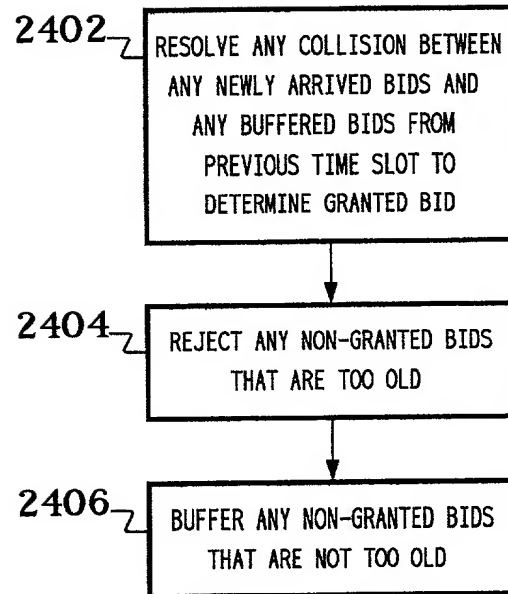 2402
RESOLVE ANY COLLISION BETWEEN
ANY NEWLY ARRIVED BIDS AND
ANY BUFFERED BIDS FROM
PREVIOUS TIME SLOT TO
DETERMINE GRANTED BID
2404
REJECT ANY NON-GRANTED BIDS
THAT ARE TOO OLD
2406
BUFFER ANY NON-GRANTED BIDS
THAT ARE NOT TOO OLD